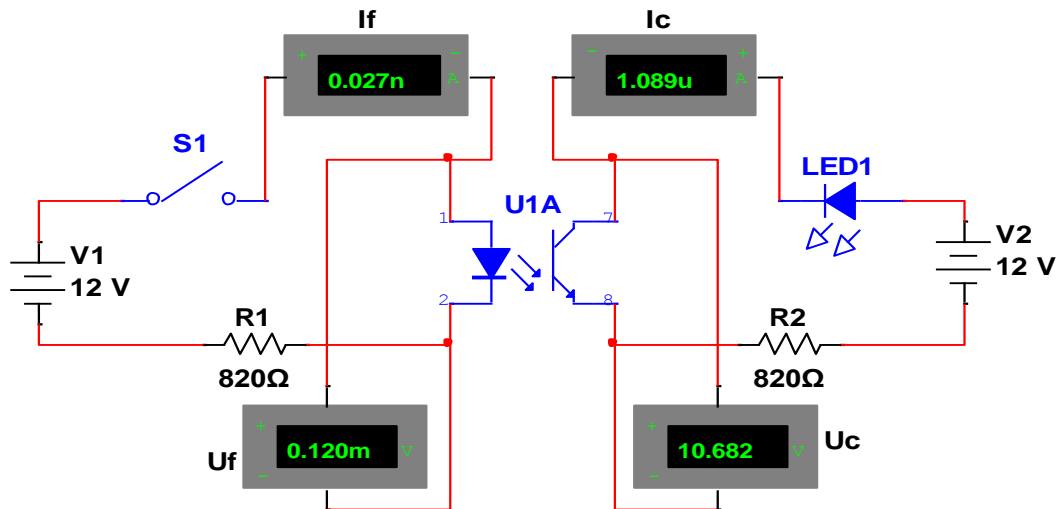 If
Ic
+
−
0.027n
A
−
+
1.089u
A
S1
LED1
U1A
1
7
V1
12 V
V2
12 V
2
8
R1
820Ω
R2
820Ω
Uf
+
0.120m
V
−
+
10.682
V
−
Uc